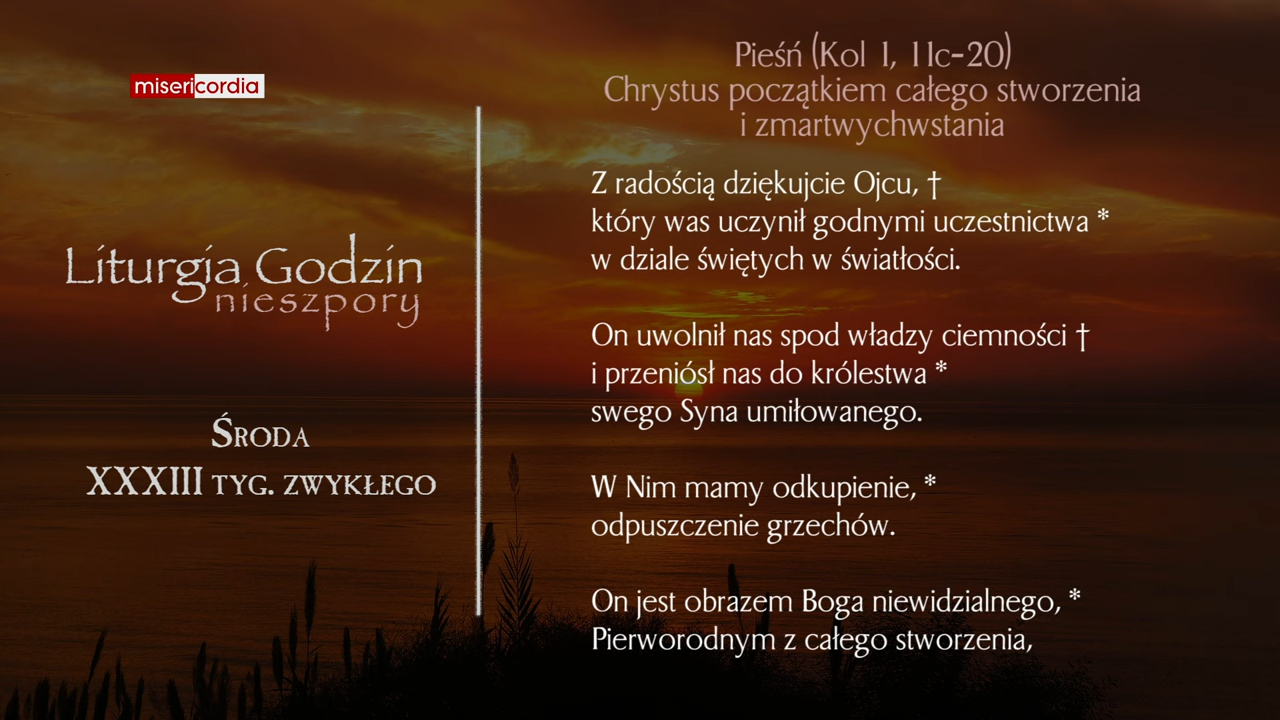 misericordia
Liturgia Godzin
nieszpory
Środa
XXXIII tyg. zwykłego
Pieśń (Kol 1, 11c-20)
Chrystus początkiem całego stworzenia
i zmartwychwstania
Z radością dziękujcie Ojcu, †
który was uczynił godnymi uczestnictwa *
w dziale świętych w światłości.
On uwolnił nas spod władzy ciemności †
i przeniósł nas do królestwa *
swego Syna umiłowanego.
W Nim mamy odkupienie, *
odpuszczenie grzechów.
On jest obrazem Boga niewidzialnego, *
Pierworodnym z całego stworzenia,